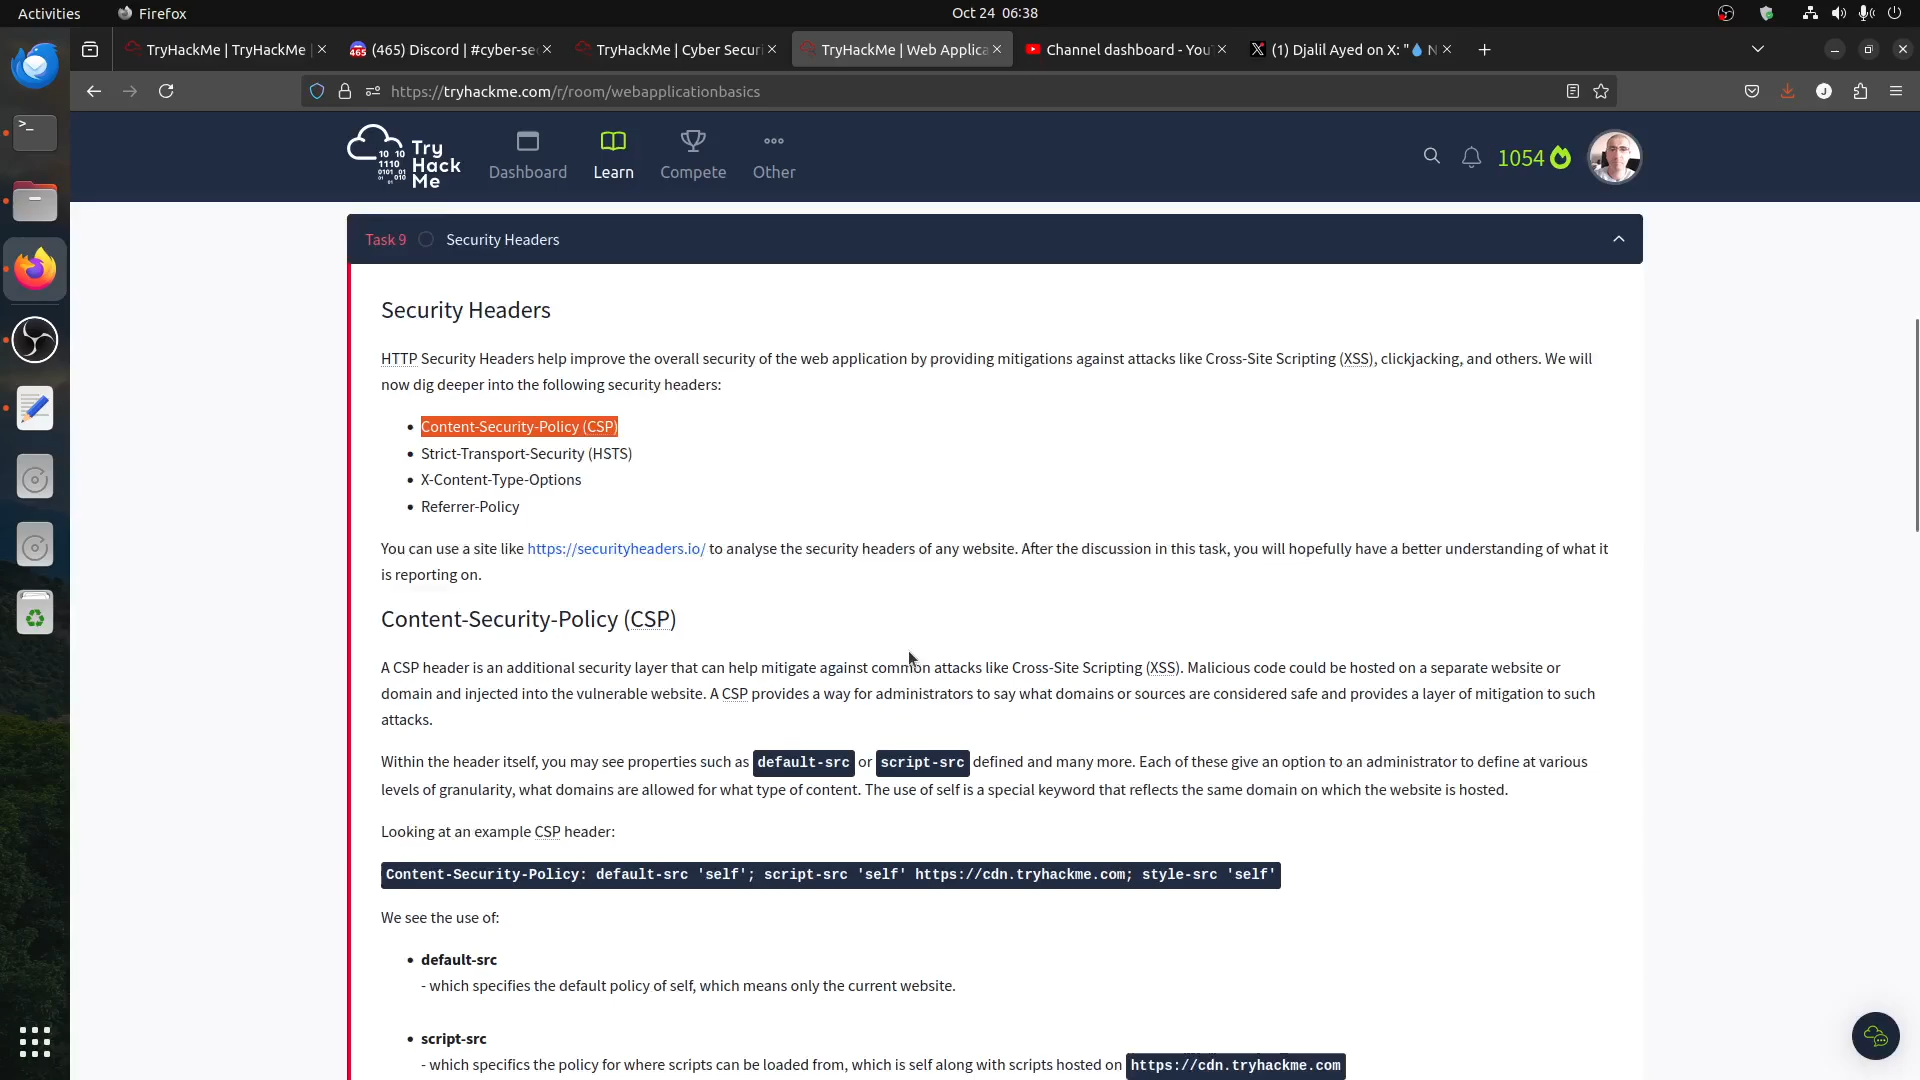 Activities
Firefox
Oct 24 06:38
TryHackMe | TryHackMe
(465) Discord | #cyber-se
TryHackMe | Cyber Securi
TryHackMe | Web Applica
Channel dashboard - You
(1) Djalil Ayed on X: "💧 N
https://tryhackme.com/r/room/webapplicationbasics
Try Hack Me
Dashboard
Learn
Compete
Other
1054
Task 9
Security Headers
Security Headers
HTTP Security Headers help improve the overall security of the web application by providing mitigations against attacks like Cross-Site Scripting (XSS), clickjacking, and others. We will
now dig deeper into the following security headers:
• Content-Security-Policy (CSP)
• Strict-Transport-Security (HSTS)
• X-Content-Type-Options
• Referrer-Policy
You can use a site like https://securityheaders.io/ to analyse the security headers of any website. After the discussion in this task, you will hopefully have a better understanding of what it
is reporting on.
Content-Security-Policy (CSP)
A CSP header is an additional security layer that can help mitigate against common attacks like Cross-Site Scripting (XSS). Malicious code could be hosted on a separate website or
domain and injected into the vulnerable website. A CSP provides a way for administrators to say what domains or sources are considered safe and provides a layer of mitigation to such
attacks.
Within the header itself, you may see properties such as default-src or script-src defined and many more. Each of these give an option to an administrator to define at various
levels of granularity, what domains are allowed for what type of content. The use of self is a special keyword that reflects the same domain on which the website is hosted.
Looking at an example CSP header:
Content-Security-Policy: default-src 'self'; script-src 'self' https://cdn.tryhackme.com; style-src 'self'
We see the use of:
• default-src
- which specifies the default policy of self, which means only the current website.
• script-src
- which specifics the policy for where scripts can be loaded from, which is self along with scripts hosted on https://cdn.tryhackme.com